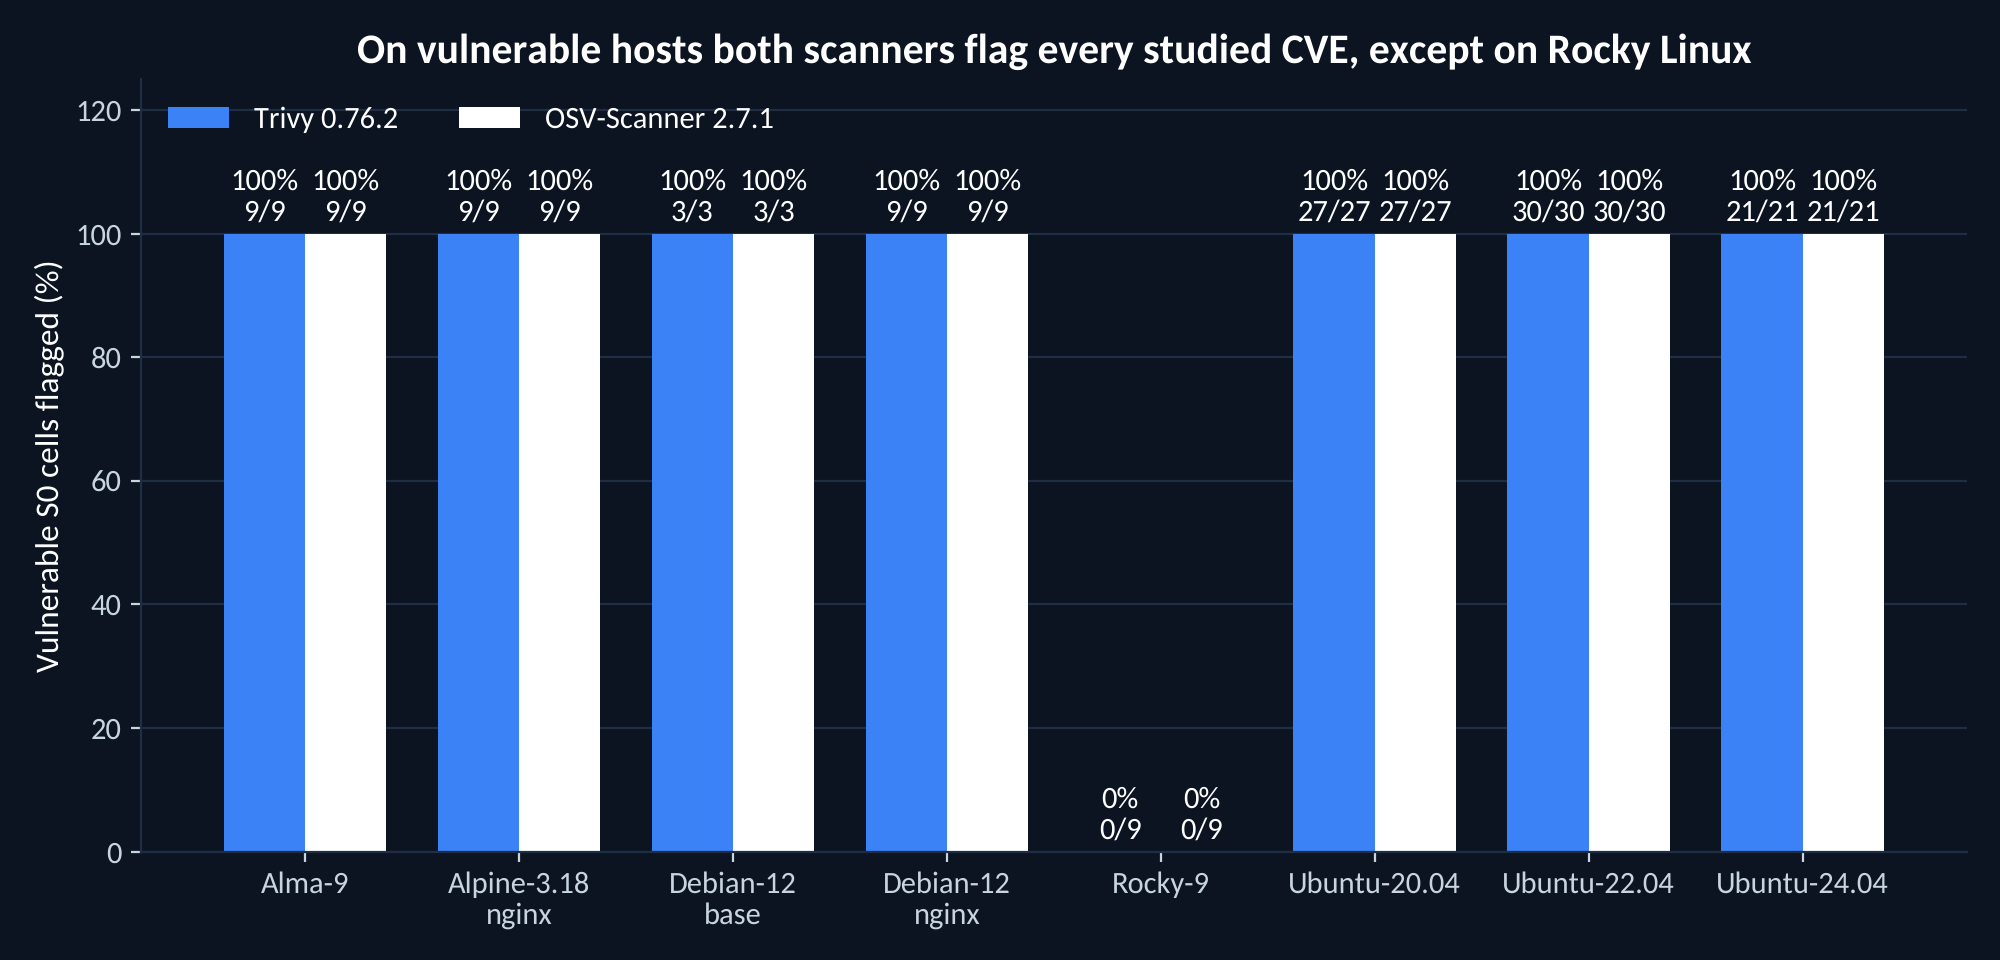 On vulnerable hosts both scanners flag every studied CVE, except on Rocky Linux
Trivy 0.76.2
OSV-Scanner 2.7.1
Vulnerable S0 cells flagged (%)
120
100
80
60
40
20
0
100% 100%
9/9 9/9
100% 100%
9/9 9/9
100% 100%
3/3 3/3
100% 100%
9/9 9/9
0% 0%
0/9 0/9
100% 100%
27/27 27/27
100% 100%
30/30 30/30
100% 100%
21/21 21/21
Alma-9
Alpine-3.18
nginx
Debian-12
base
Debian-12
nginx
Rocky-9
Ubuntu-20.04
Ubuntu-22.04
Ubuntu-24.04